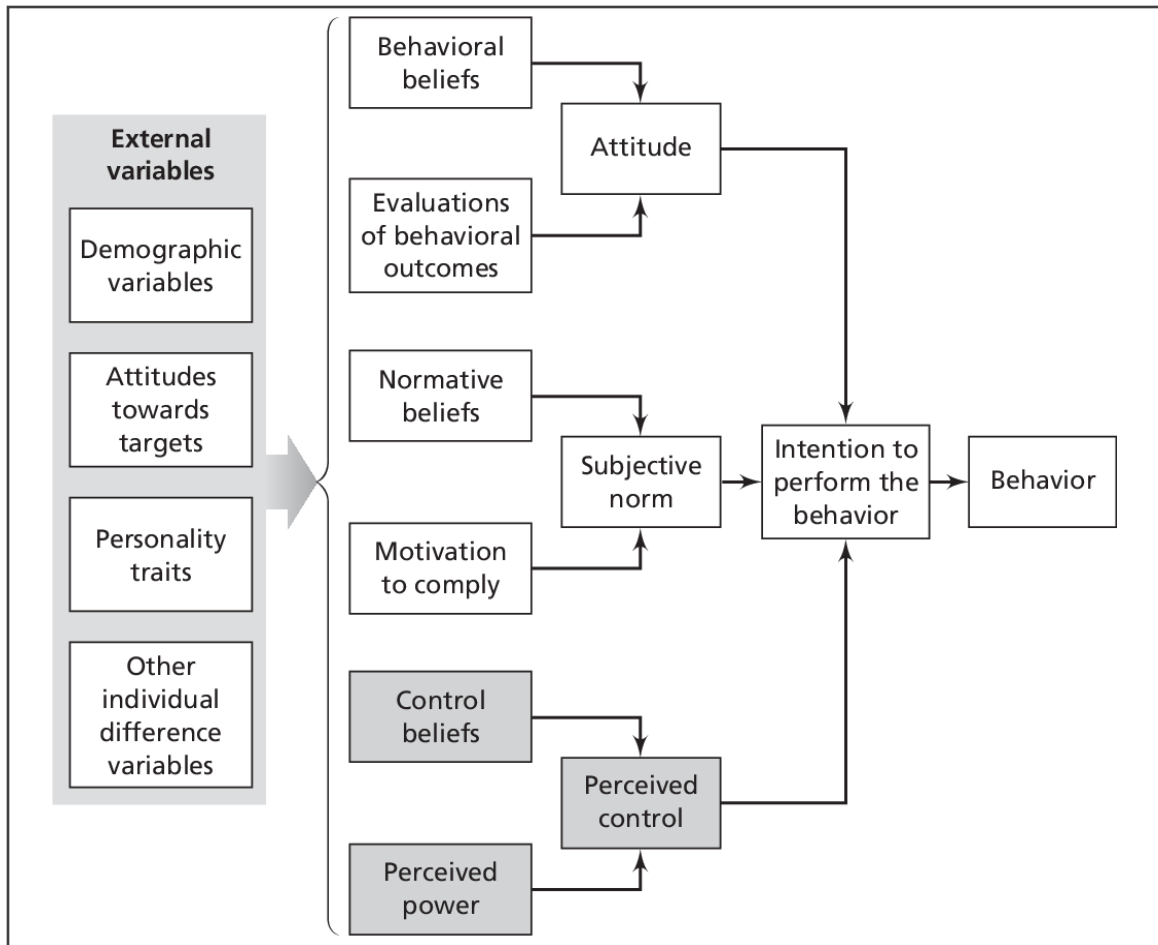 External
variables
Demographic
variables
Attitudes
towards
targets
Personality
traits
Other
individual
difference
variables
Behavioral
beliefs
Evaluations
of behavioral
outcomes
Normative
beliefs
Motivation
to comply
Control
beliefs
Perceived
power
Attitude
Subjective
norm
Perceived
control
Intention to
perform the
behavior
Behavior